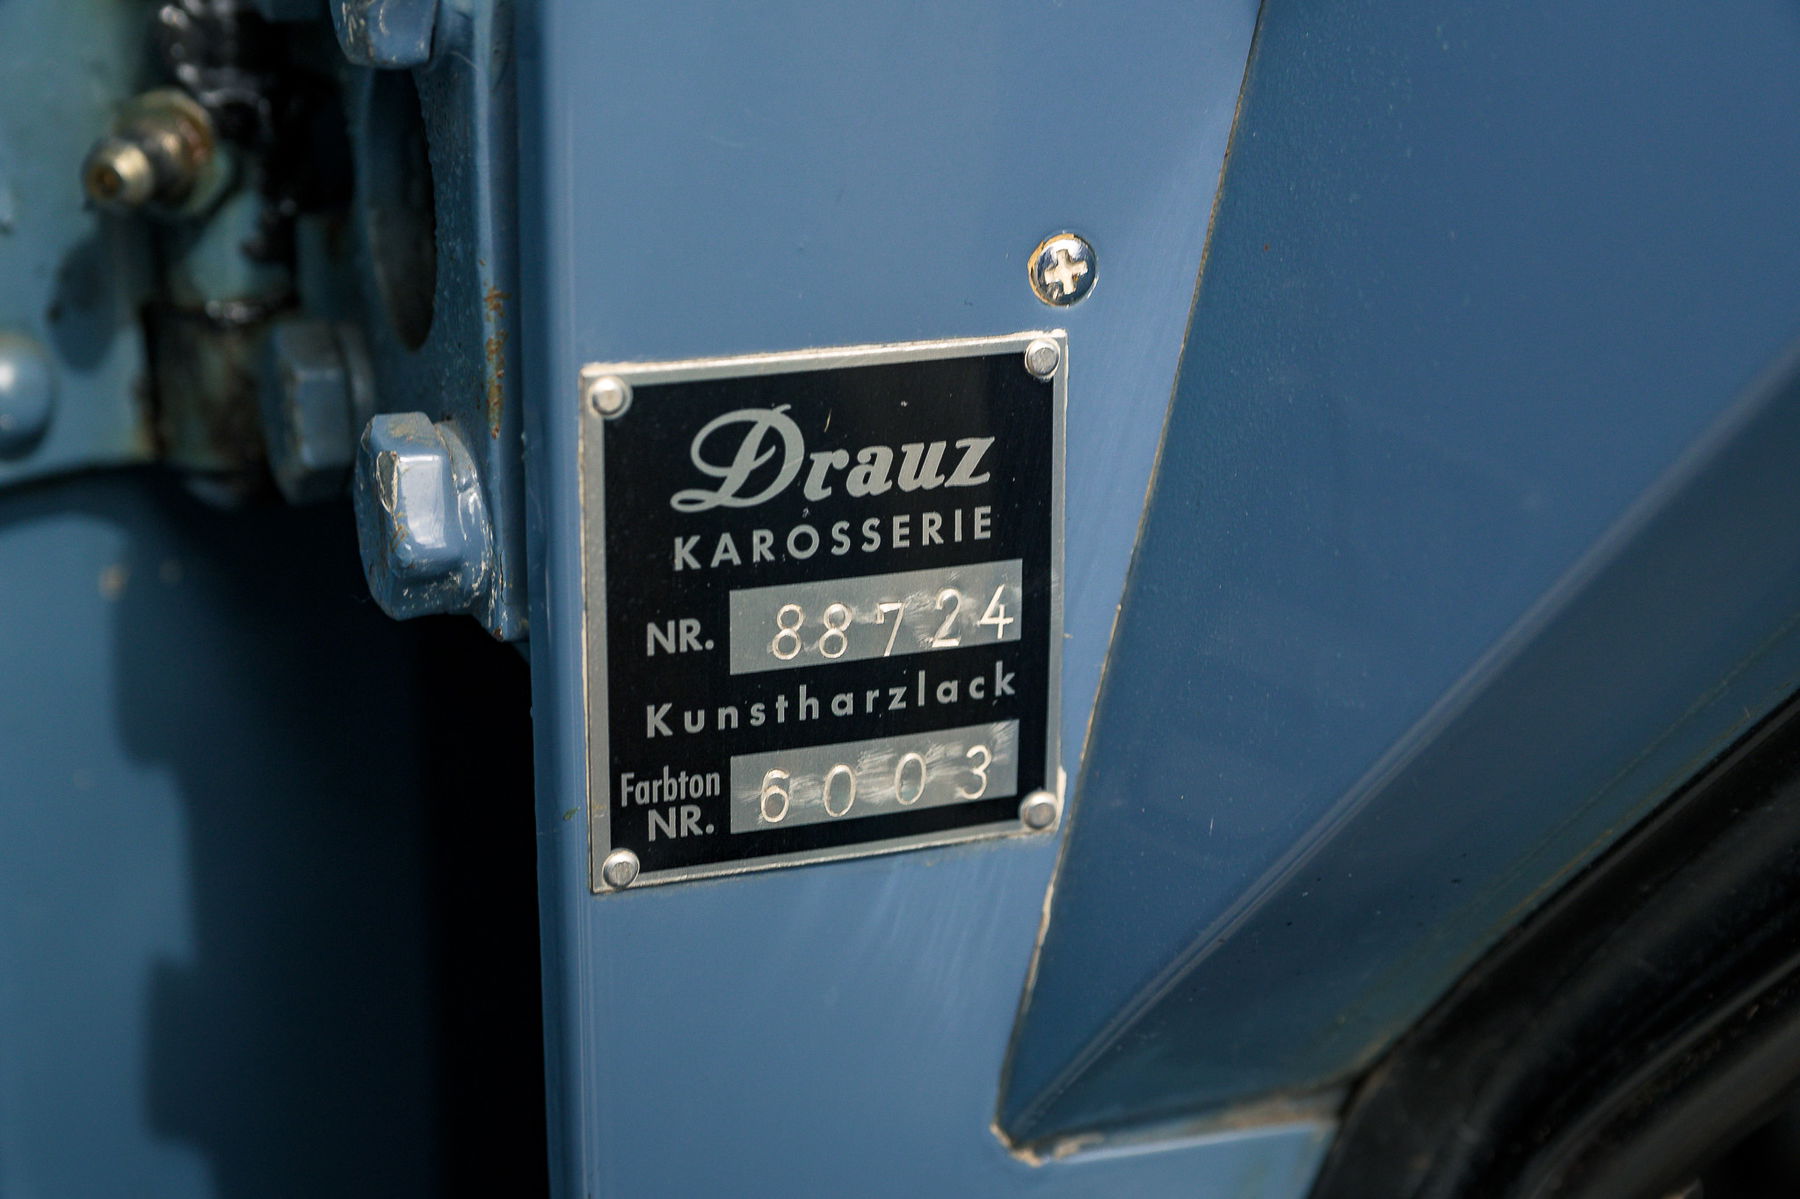 Drauz
KAROSSERIE
NR. 88724
Kunstharzlack
Farbton
NR. 6003